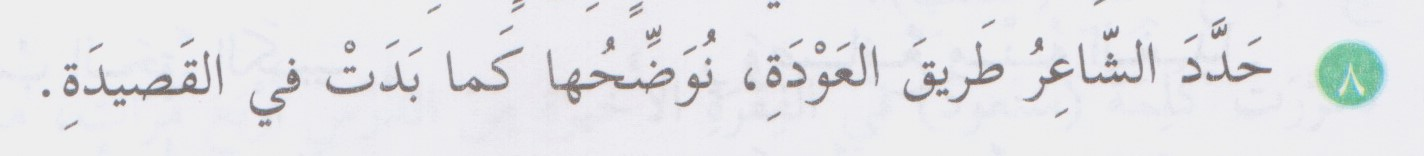 ٨ حَدَّدَ الشّاعِرُ طَريقَ العَوْدَةِ، نُوَضِّحُها كَما بَدَتْ في القَصيدَةِ.